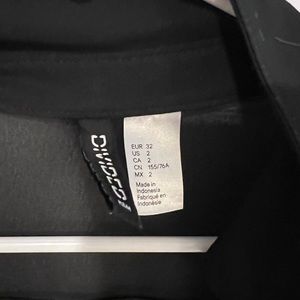 DIVIDED
EUR 32
US 2
CA 2
CN 155/76A
MX 2
Made in
Indonesia
Fabriqué en
Indonésie